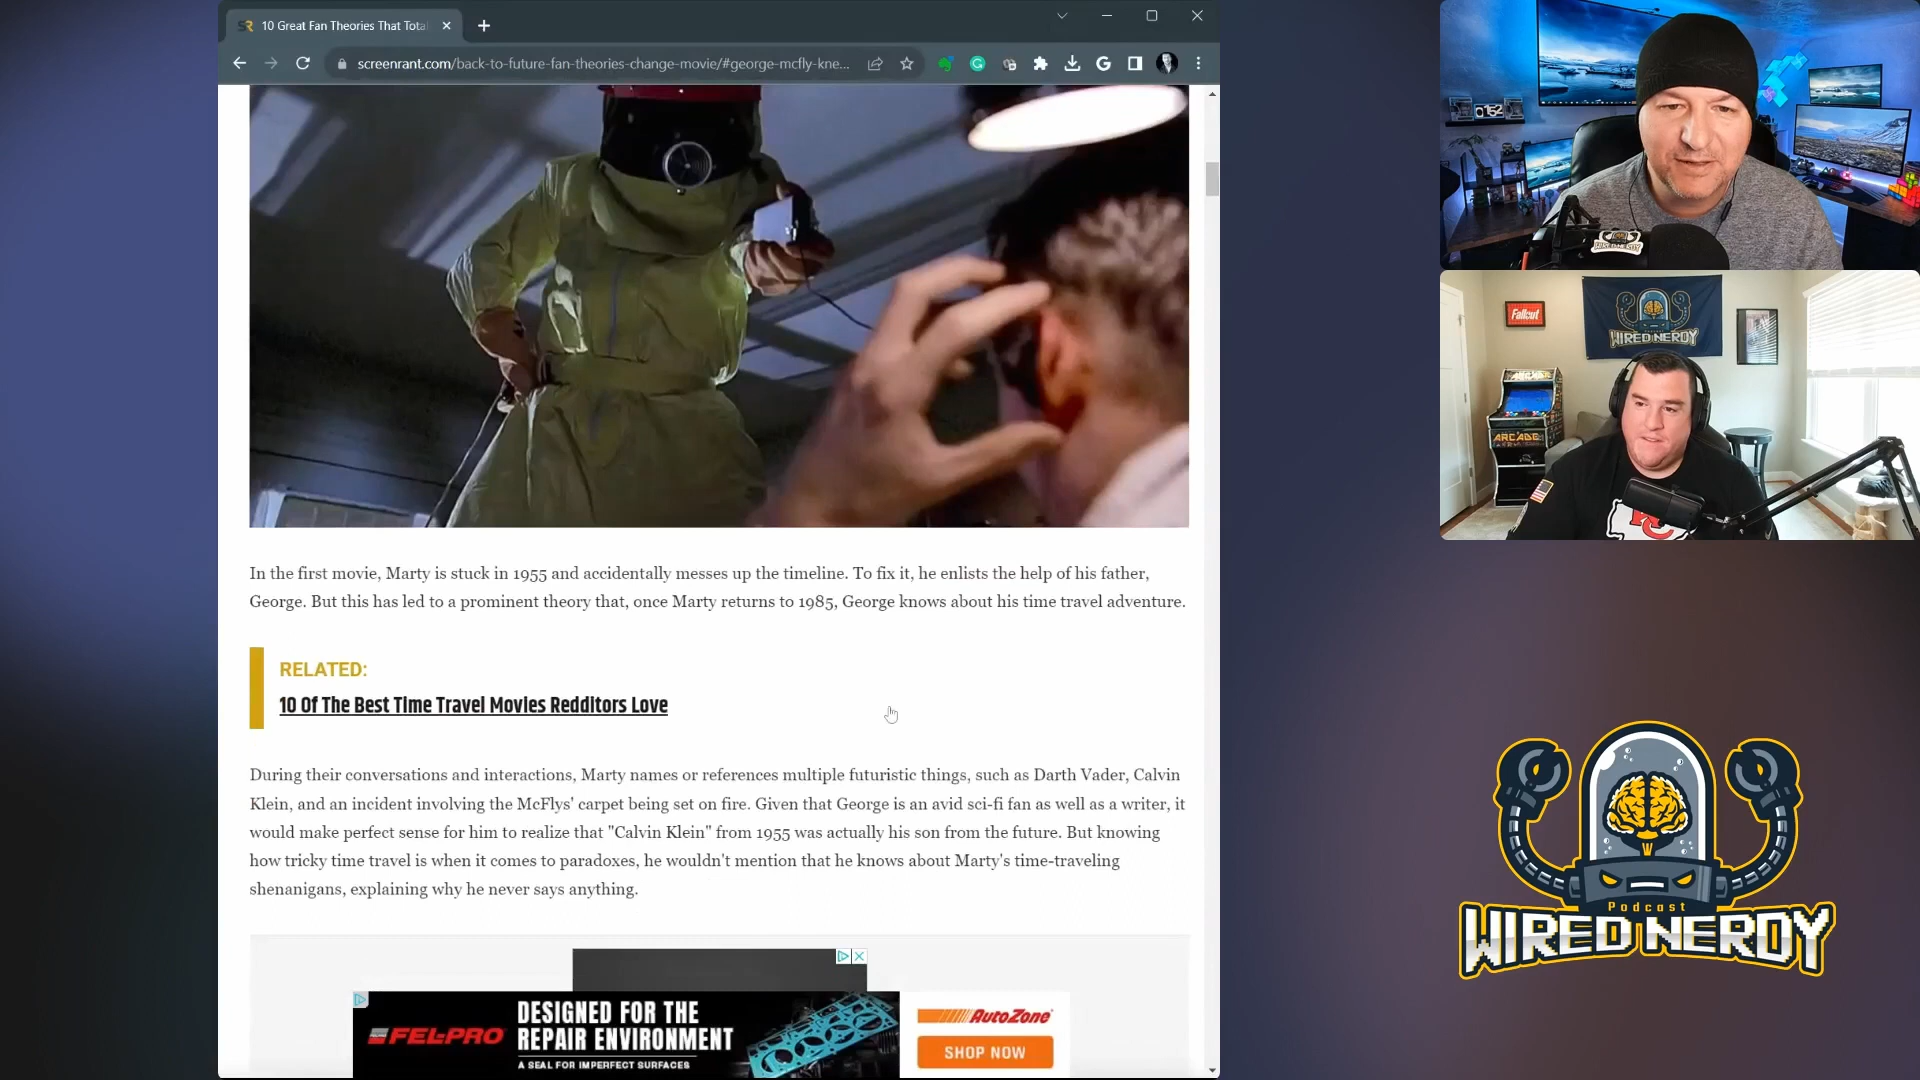 10 Great Fan Theories That Tota
screenrant.com/back-to-future-fan-theories-change-movie/#george-mcfly-kne...
In the first movie, Marty is stuck in 1955 and accidentally messes up the timeline. To fix it, he enlists the help of his father,
George. But this has led to a prominent theory that, once Marty returns to 1985, George knows about his time travel adventure.
RELATED:
10 Of The Best Time Travel Movies Redditors Love
During their conversations and interactions, Marty names or references multiple futuristic things, such as Darth Vader, Calvin
Klein, and an incident involving the McFlys' carpet being set on fire. Given that George is an avid sci-fi fan as well as a writer, it
would make perfect sense for him to realize that "Calvin Klein" from 1955 was actually his son from the future. But knowing
how tricky time travel is when it comes to paradoxes, he wouldn't mention that he knows about Marty's time-traveling
shenanigans, explaining why he never says anything.
FEL-PRO
DESIGNED FOR THE
REPAIR ENVIRONMENT
A SEAL FOR IMPERFECT SURFACES
AutoZone
SHOP NOW
WIRED NERDY
Fallout
WIRED NERDY
ARCADE
KC
Podcast
WIRED NERDY